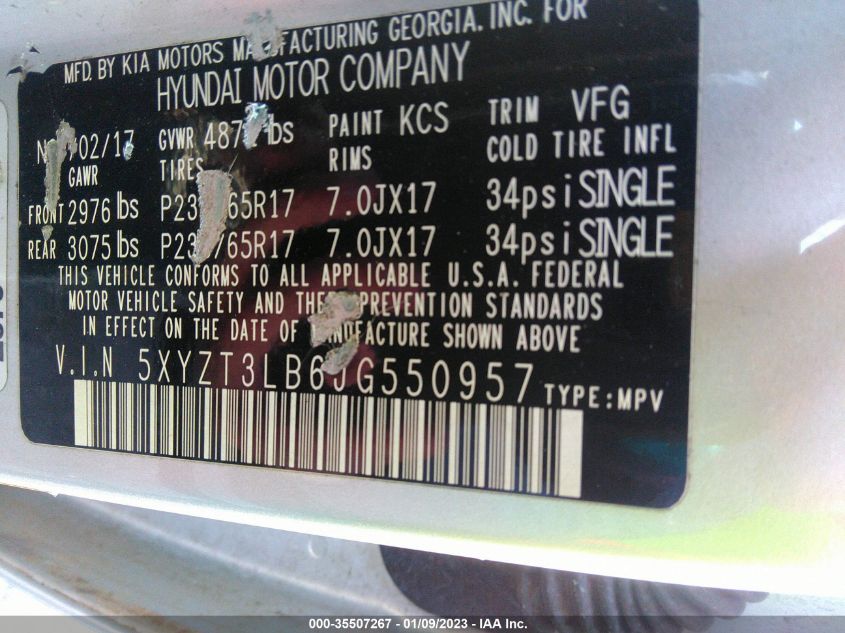 MFD. BY KIA MOTORS MANUFACTURING GEORGIA. INC. FOR
HYUNDAI MOTOR COMPANY
/02/17 GVWR lbs PAINT KCS TRIM VFG
GAWR TIRES RIMS COLD TIRE INFL
FRONT 2976 lbs 65R17 7.0JX17 34psi SINGLE
REAR 3075 lbs /65R17 7.0JX17 34psi SINGLE
THIS VEHICLE CONFORMS TO ALL APPLICABLE U.S.A. FEDERAL
MOTOR VEHICLE SAFETY AND THEFT PREVENTION STANDARDS
IN EFFECT ON THE DATE OF MANUFACTURE SHOWN ABOVE
V.I.N 5XYZT3LB6JG550957 TYPE:MPV
000-35507267 - 01/09/2023 - IAA Inc.